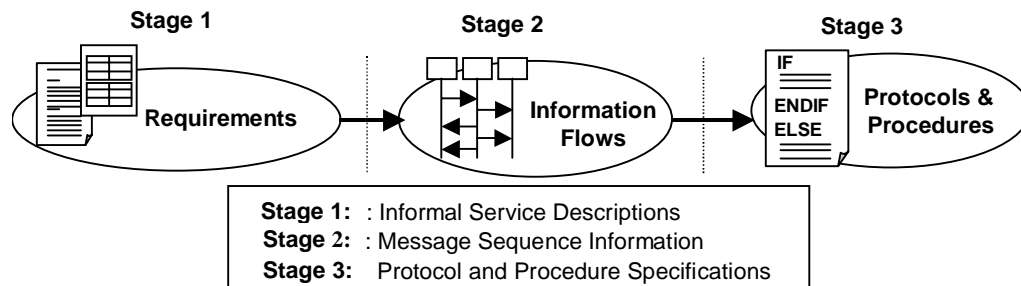 Stage 1
Stage 2
Stage 3
Requirements
Information
Flows
IF
ENDIF
ELSE
Protocols &
Procedures
Stage 1: : Informal Service Descriptions
Stage 2: : Message Sequence Information
Stage 3: Protocol and Procedure Specifications